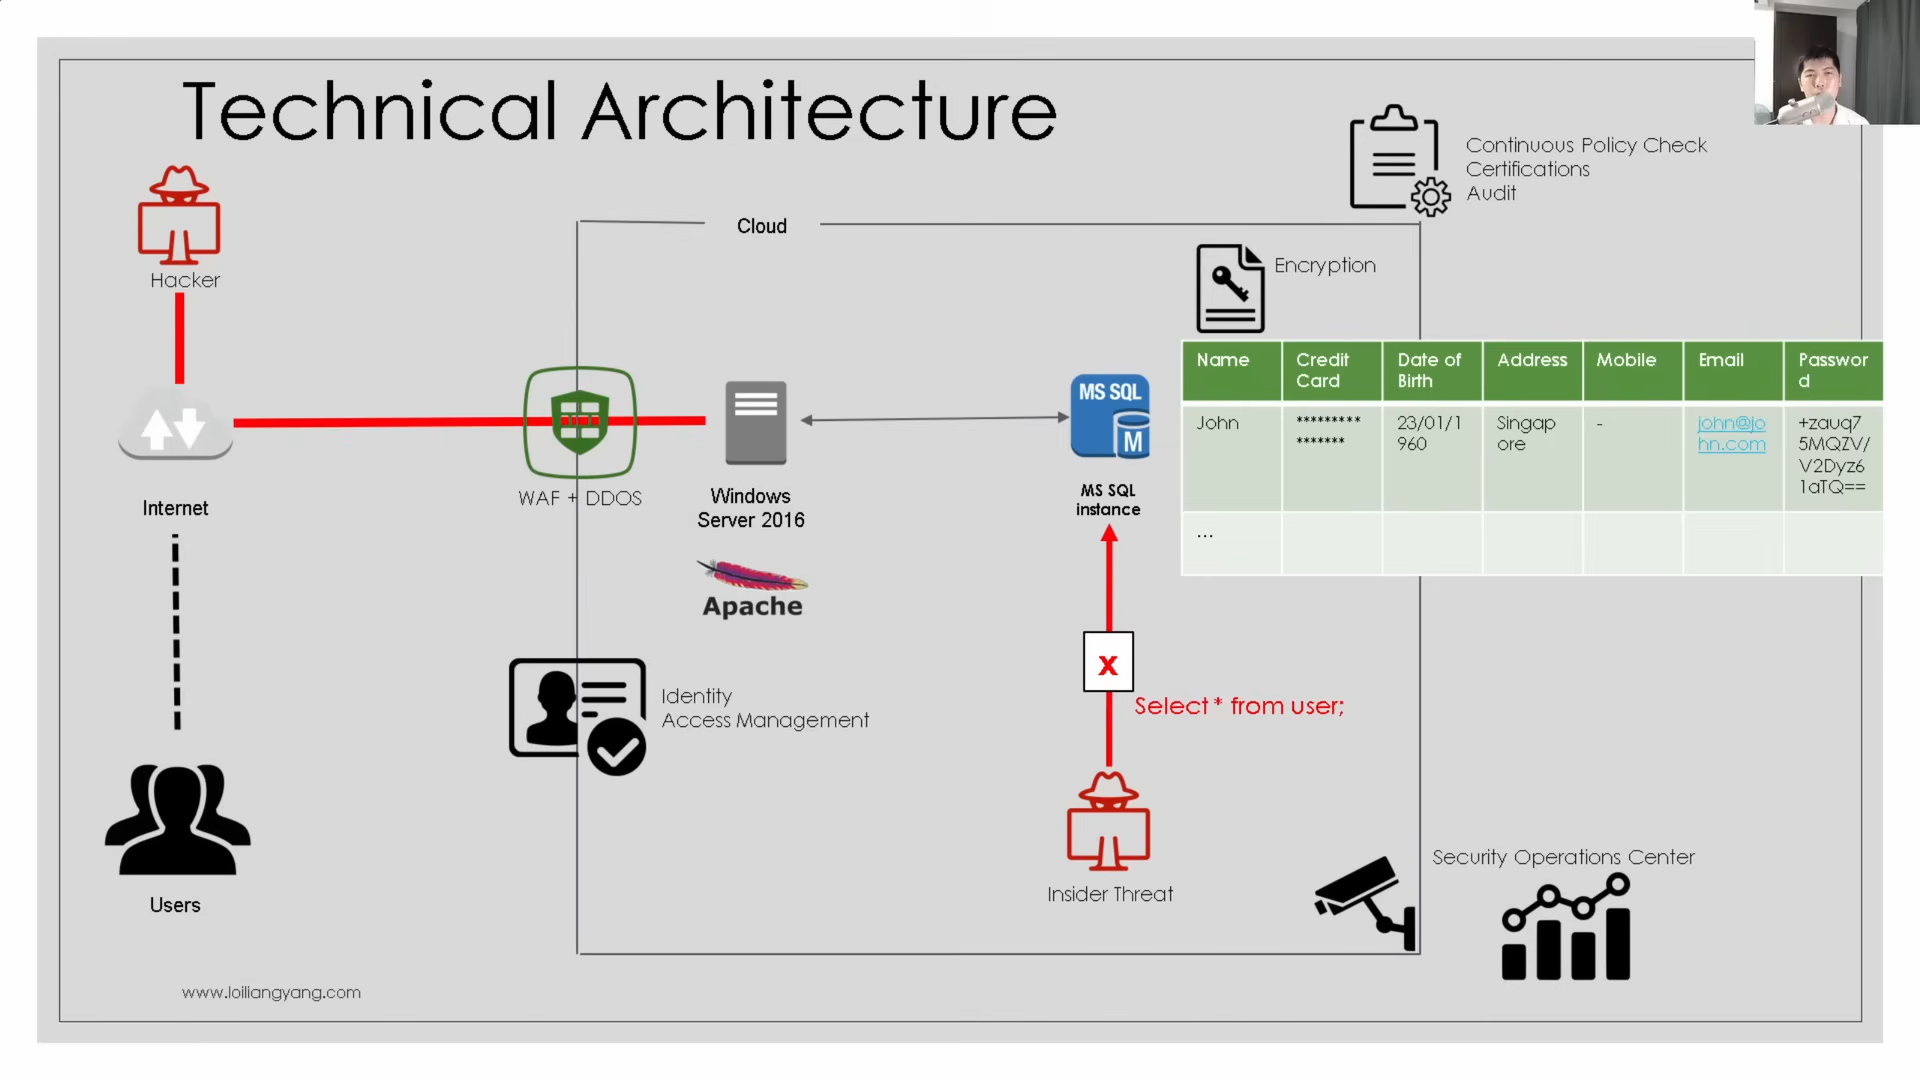 Technical Architecture
Continuous Policy Check
Certifications
Audit
Hacker
Cloud
Encryption
Name
Credit
Card
Date of
Birth
Address
Mobile
Email
Passwor
d
John
*********
*******
23/01/1
960
Singap
ore
-
john@jo
hn.com
+zauq7
5MQZV/
V2Dyz6
1aTQ==
...
MS SQL
M
MS SQL
instance
WAF + DDOS
Windows
Server 2016
Apache
Internet
Identity
Access Management
x
Select * from user;
Insider Threat
Security Operations Center
Users
www.loiliangyang.com